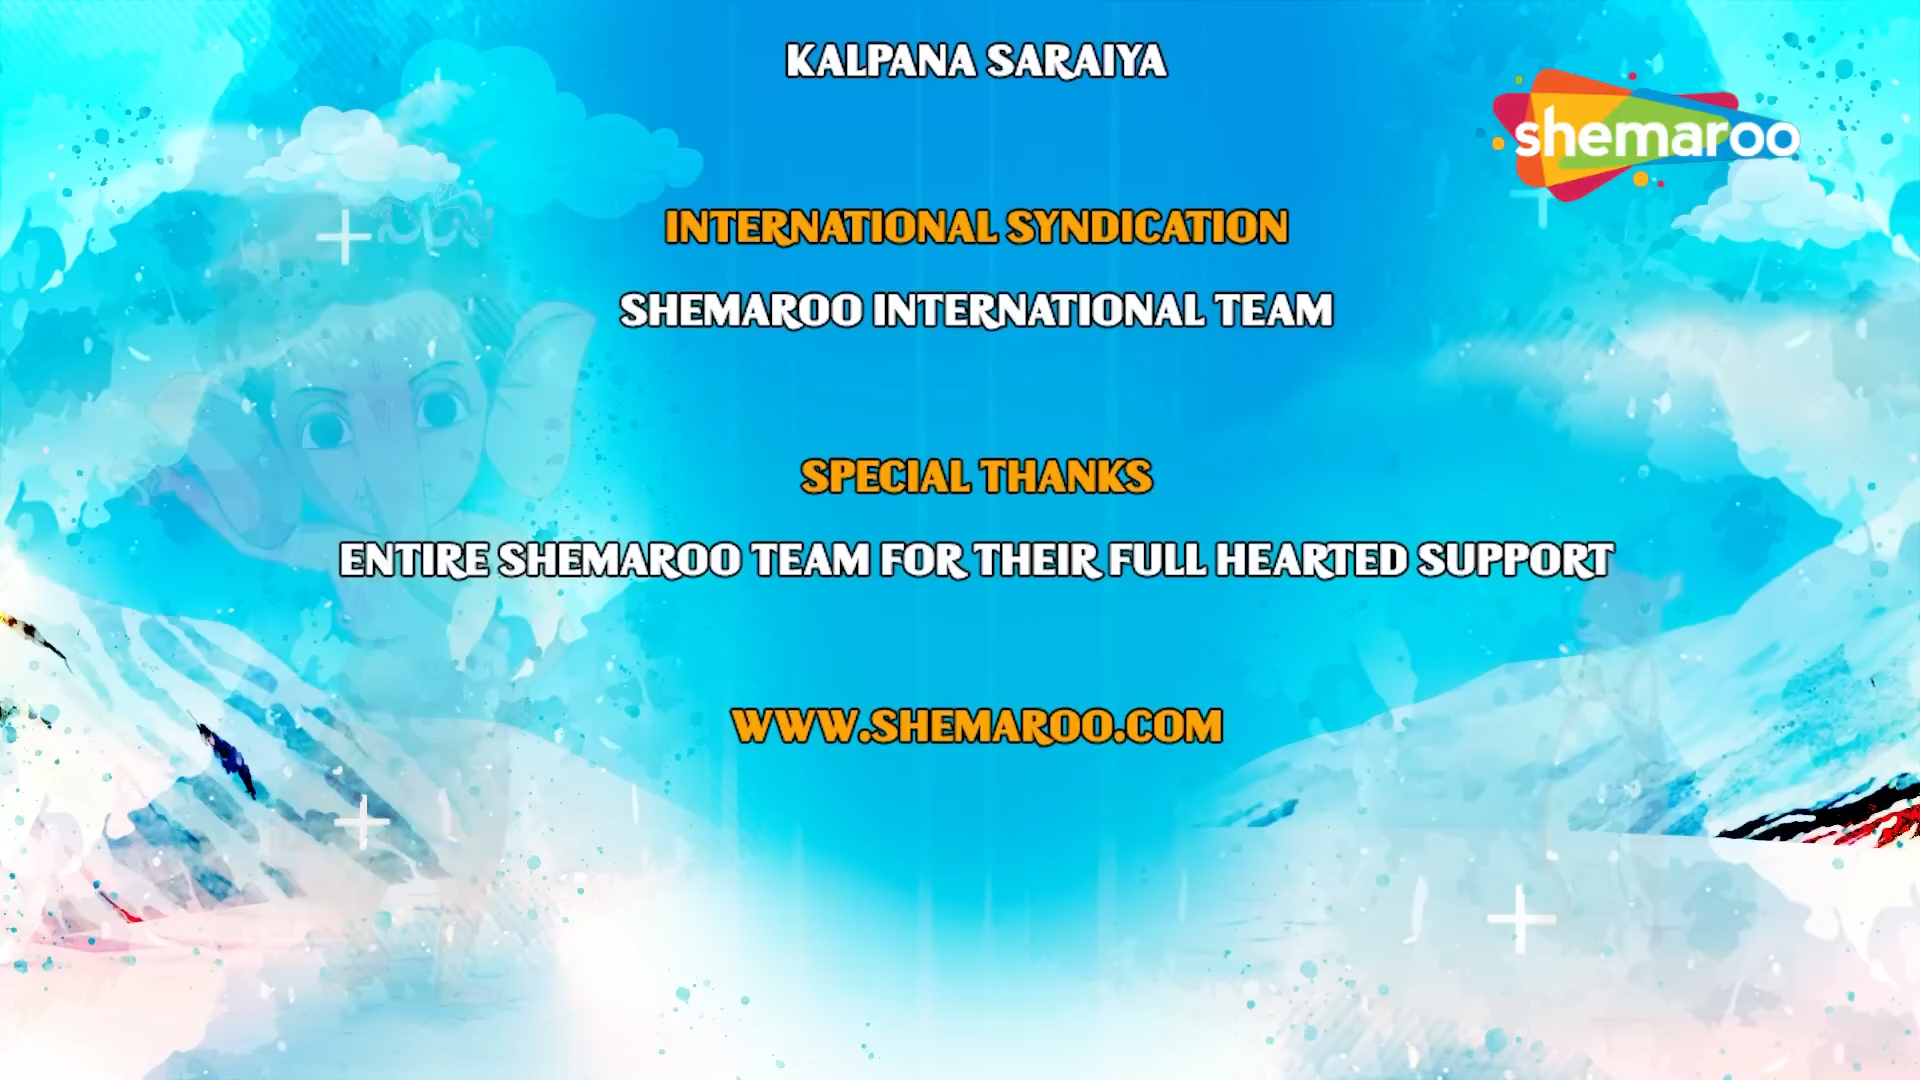 KALPANA SARAIYA
shemaroo
INTERNATIONAL SYNDICATION
SHEMAROO INTERNATIONAL TEAM
SPECIAL THANKS
ENTIRE SHEMAROO TEAM FOR THEIR FULL HEARTED SUPPORT
WWW.SHEMAROO.COM